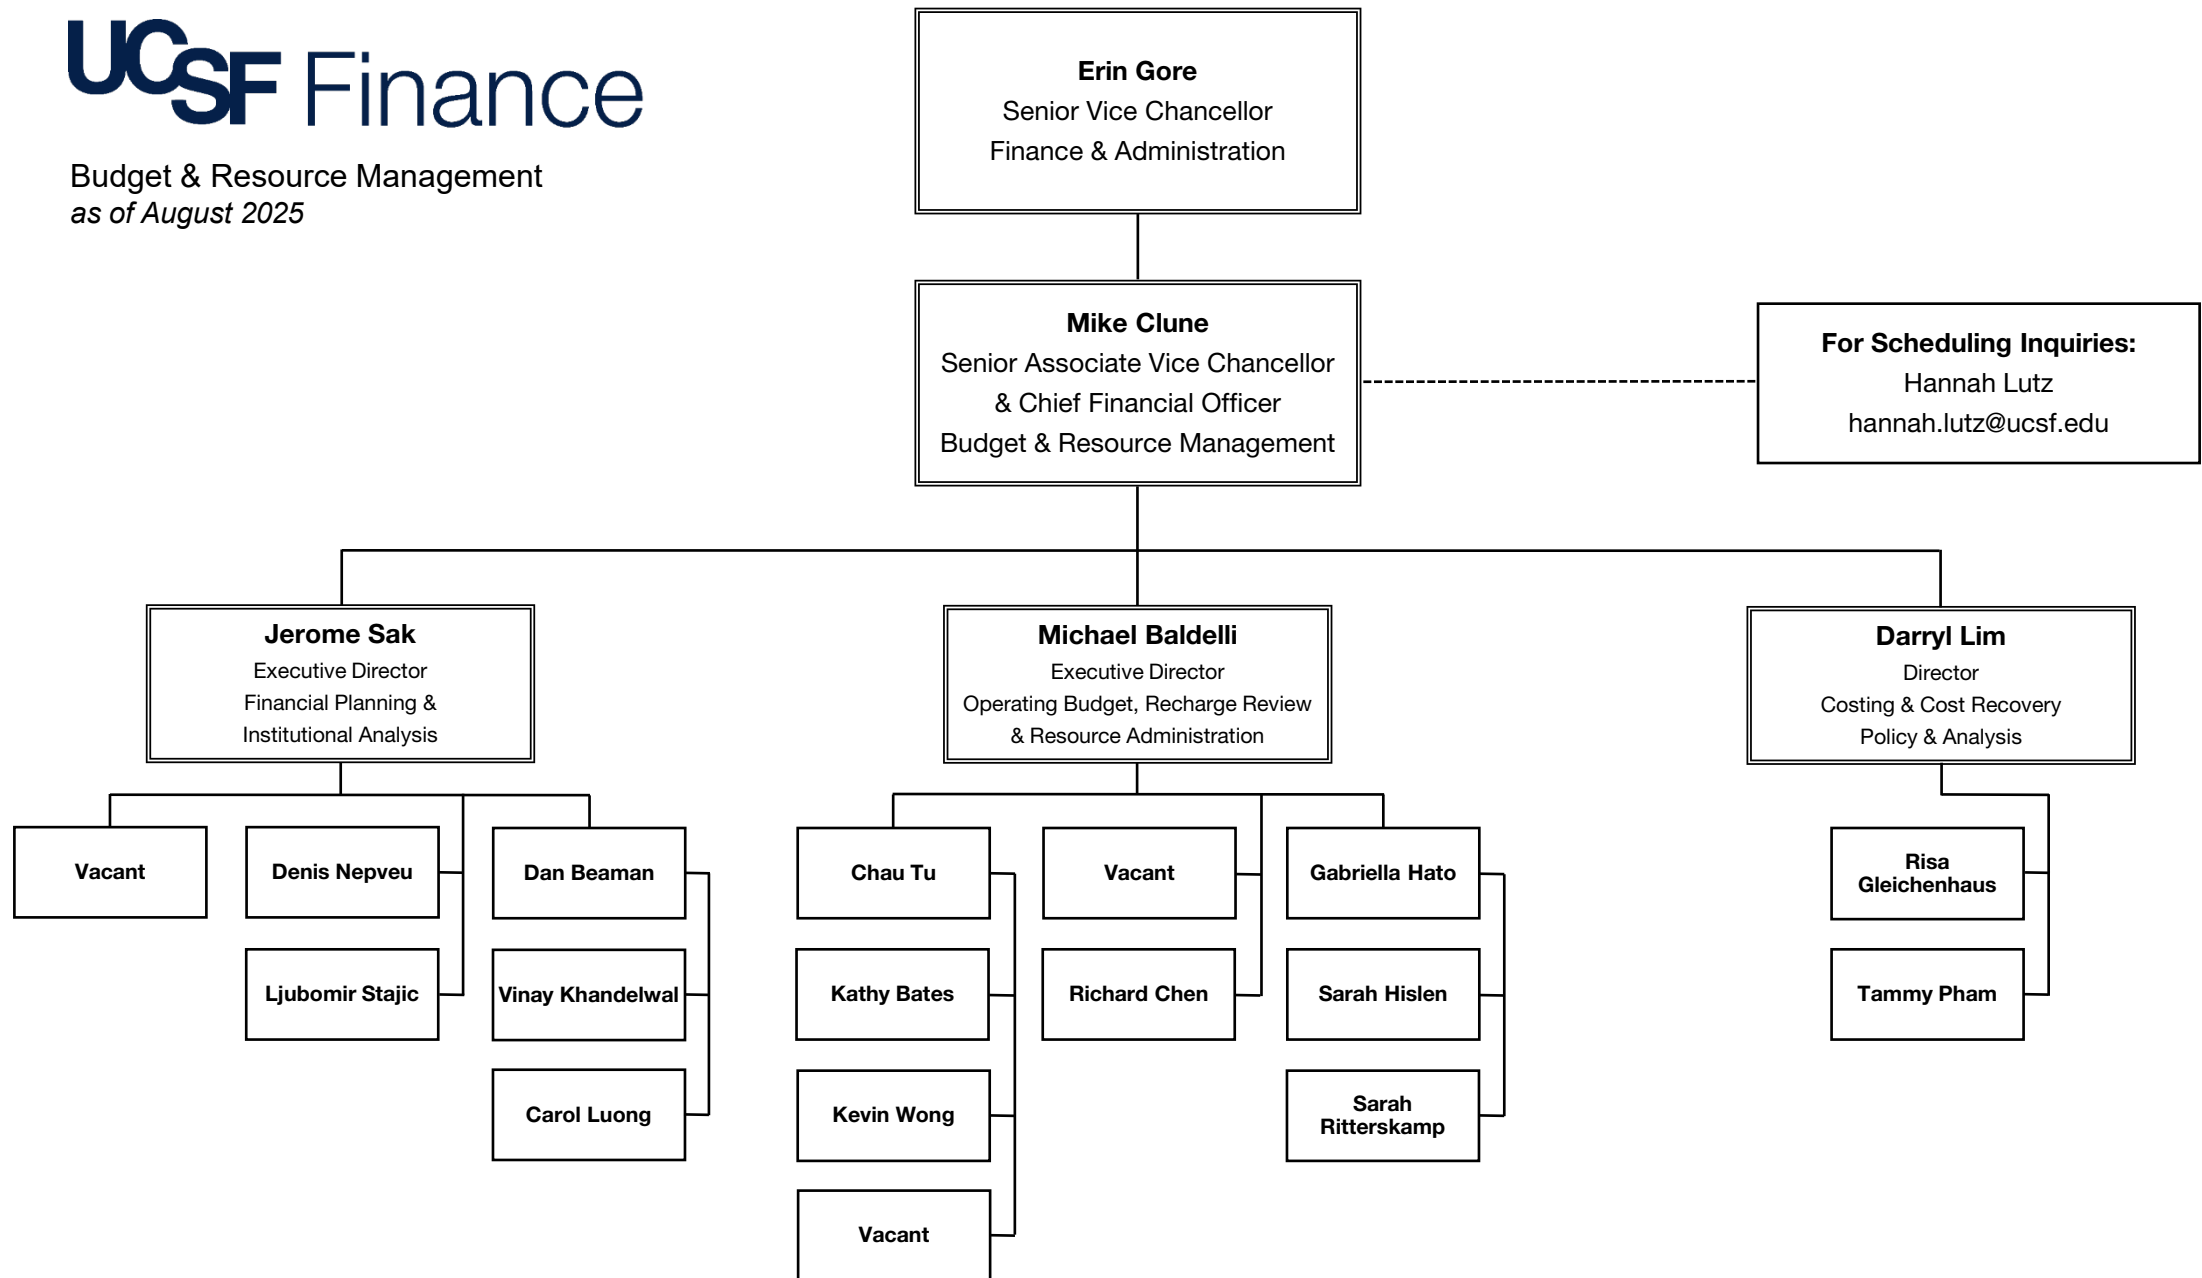 UCSF Finance
Budget & Resource Management
as of August 2025
Erin Gore
Senior Vice Chancellor
Finance & Administration
Mike Clune
Senior Associate Vice Chancellor
& Chief Financial Officer
Budget & Resource Management
For Scheduling Inquiries:
Hannah Lutz
hannah.lutz@ucsf.edu
Jerome Sak
Executive Director
Financial Planning &
Institutional Analysis
Michael Baldelli
Executive Director
Operating Budget, Recharge Review
& Resource Administration
Darryl Lim
Director
Costing & Cost Recovery
Policy & Analysis
Vacant
Denis Nepveu
Ljubomir Stajic
Dan Beaman
Vinay Khandelwal
Carol Luong
Chau Tu
Kathy Bates
Kevin Wong
Vacant
Vacant
Richard Chen
Gabriella Hato
Sarah Hislen
Sarah
Ritterskamp
Risa
Gleichenhaus
Tammy Pham